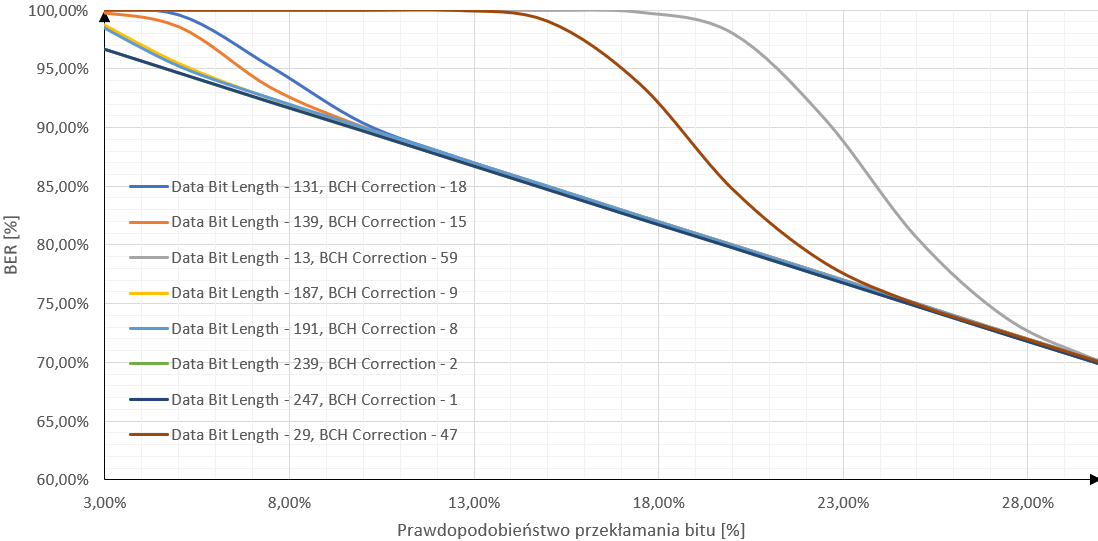 100,00%
95,00%
90,00%
85,00%
80,00%
75,00%
70,00%
65,00%
60,00%
BER [%]
Data Bit Length - 131, BCH Correction - 18
Data Bit Length - 139, BCH Correction - 15
Data Bit Length - 13, BCH Correction - 59
Data Bit Length - 187, BCH Correction - 9
Data Bit Length - 191, BCH Correction - 8
Data Bit Length - 239, BCH Correction - 2
Data Bit Length - 247, BCH Correction - 1
Data Bit Length - 29, BCH Correction - 47
3,00% 8,00% 13,00% 18,00% 23,00% 28,00%
Prawdopodobieństwo przekłamania bitu [%]